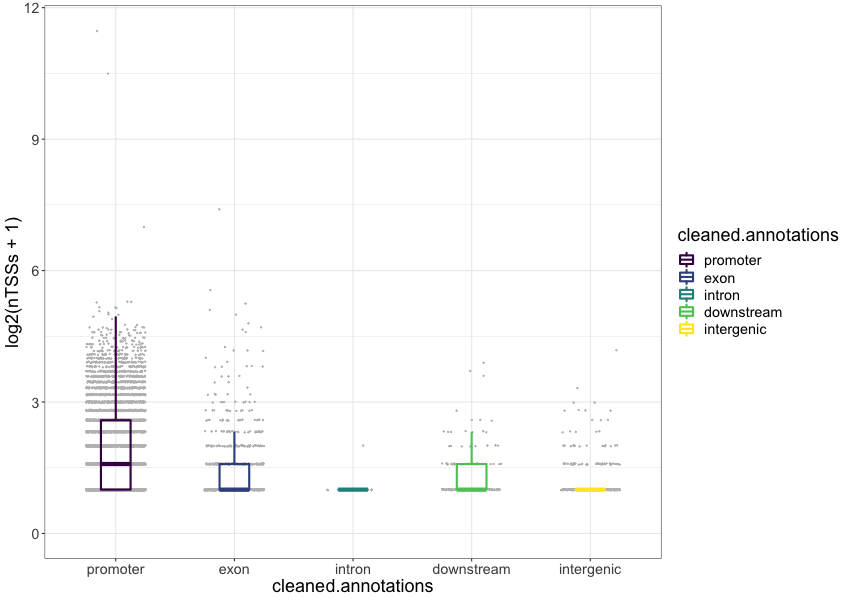 12
9
6
3
0
log2(nTSSs + 1)
promoter
exon
intron
downstream
intergenic
cleaned.annotations
cleaned.annotations
promoter
exon
intron
downstream
intergenic